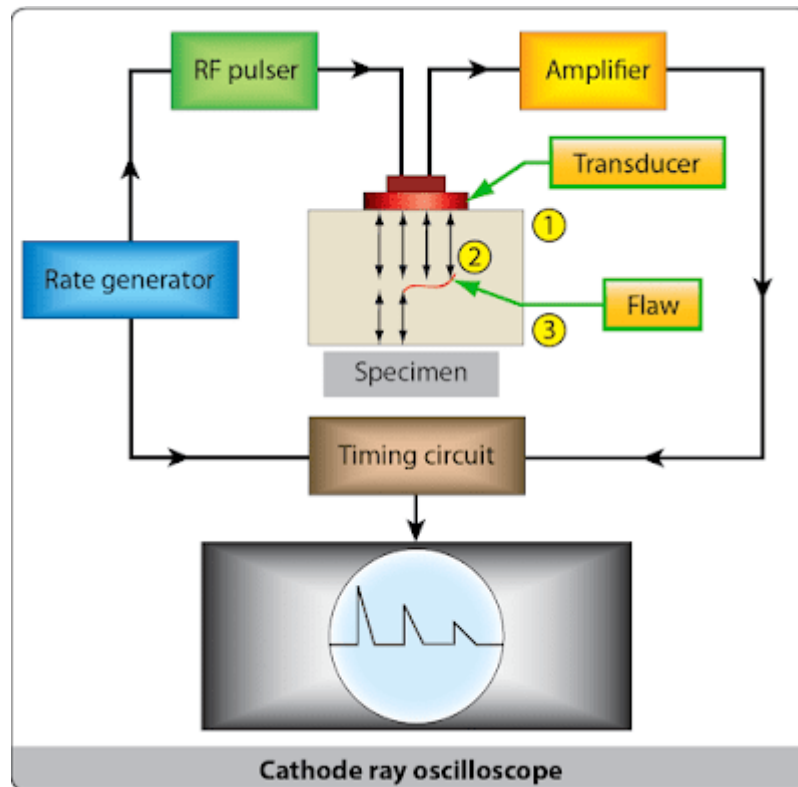 RF pulser
Amplifier
Transducer
1
2
Rate generator
Flaw
3
Specimen
Timing circuit
Cathode ray oscilloscope